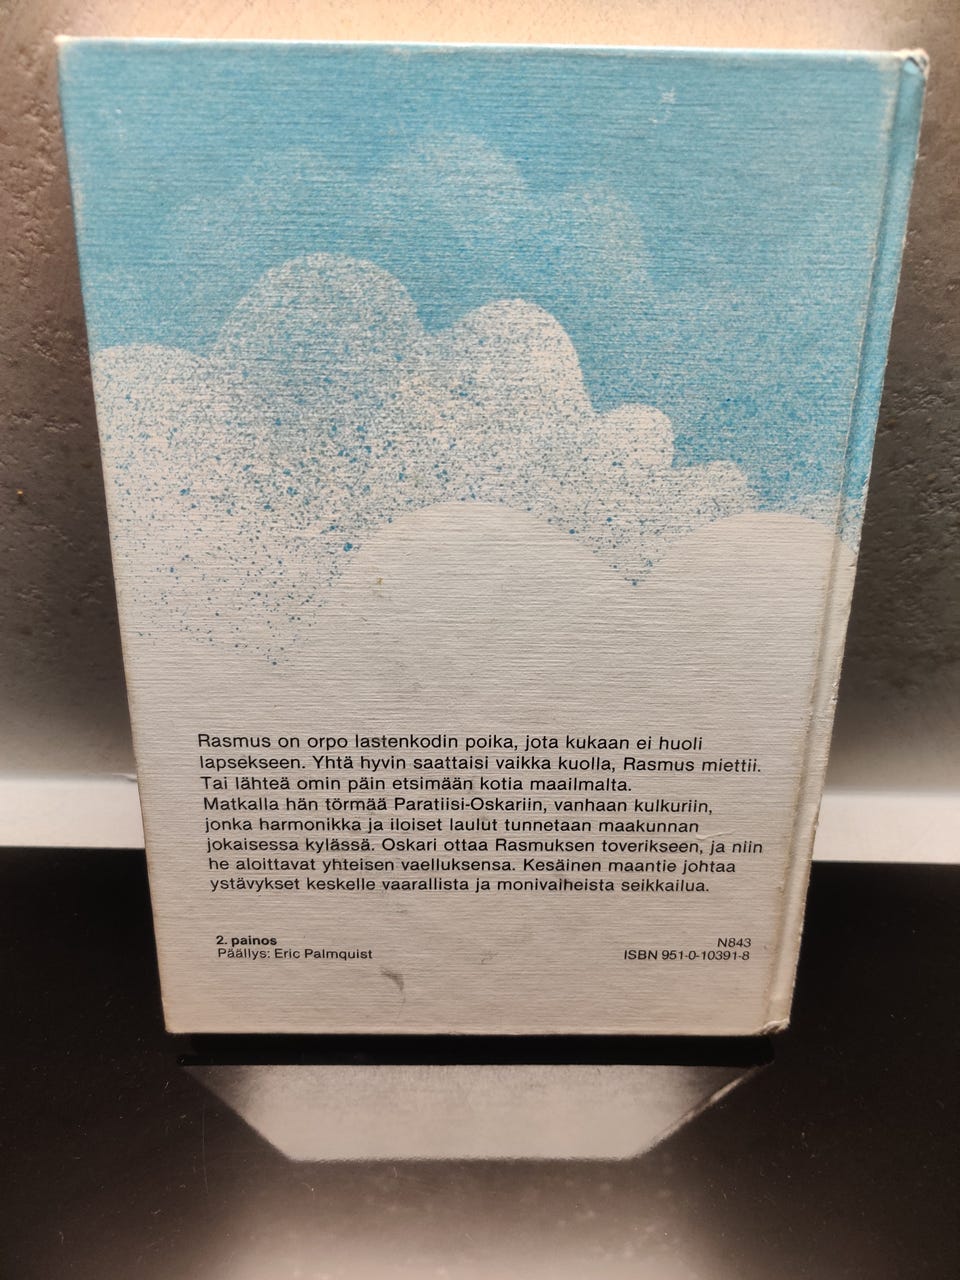 Rasmus on orpo lastenkodin poika, jota kukaan ei huoli
lapsekseen. Yhtä hyvin saattaisi vaikka kuolla, Rasmus miettii.
Tai lähteä omin päin etsimään kotia maailmalta.
Matkalla hän törmää Paratiisi-Oskariin, vanhaan kulkuriin,
jonka harmonikka ja iloiset laulut tunnetaan maakunnan
jokaisessa kylässä. Oskari ottaa Rasmuksen toverikseen, ja niin
he aloittavat yhteisen vaelluksensa. Kesäinen maantie johtaa
ystävykset keskelle vaarallista ja monivaiheista seikkailua.
2. painos
Päällys: Eric Palmquist
N843
ISBN 951-0-10391-8